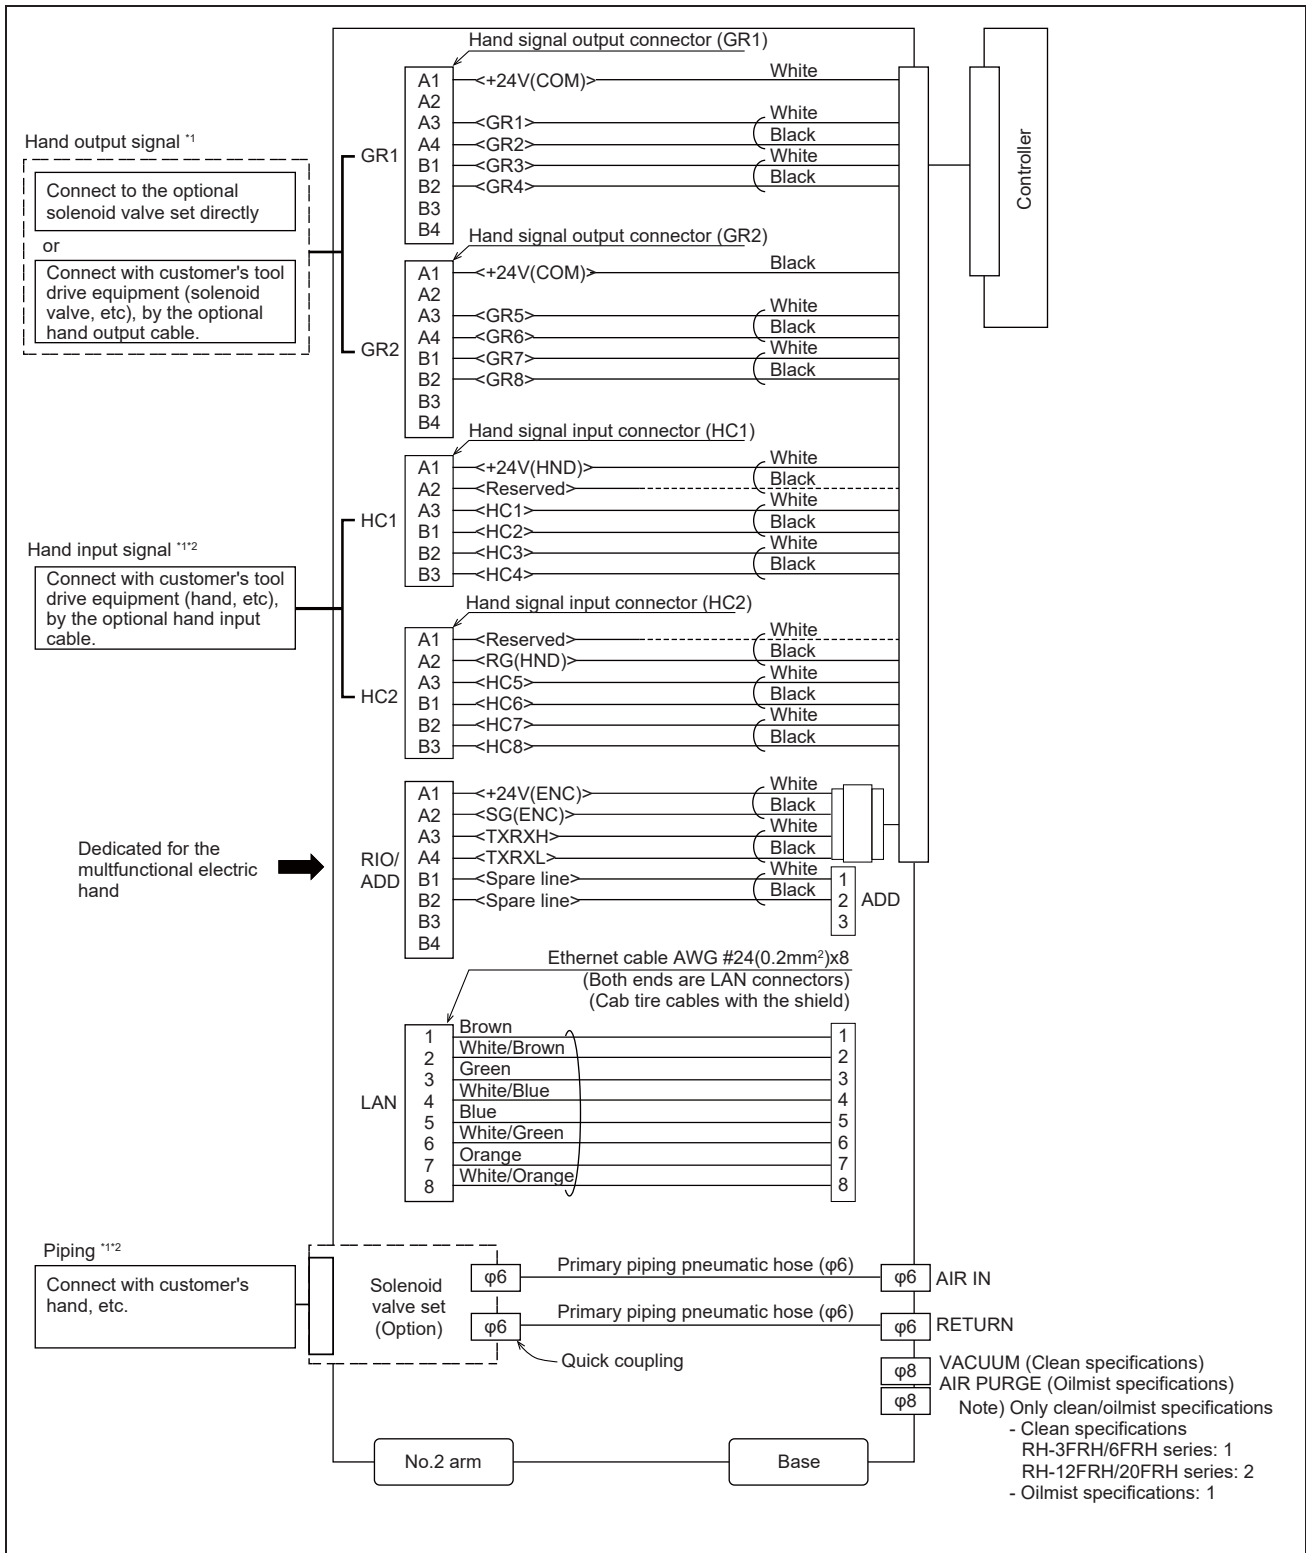 Hand signal output connector (GR1)
A1 <+24V(COM)> White
A2
A3 <GR1> White
A4 <GR2> Black
B1 <GR3> White
B2 <GR4> Black
B3
B4
GR1
Controller
Hand output signal *1
Connect to the optional
solenoid valve set directly
or
Connect with customer's tool
drive equipment (solenoid
valve, etc), by the optional
hand output cable.
Hand signal output connector (GR2)
A1 <+24V(COM)> Black
A2
A3 <GR5> White
A4 <GR6> Black
B1 <GR7> White
B2 <GR8> Black
B3
B4
GR2
Hand signal input connector (HC1)
A1 <+24V(HND)> White
A2 <Reserved> Black
A3 <HC1> White
B1 <HC2> Black
B2 <HC3> White
B3 <HC4> Black
HC1
Hand input signal *1*2
Connect with customer's tool
drive equipment (hand, etc),
by the optional hand input
cable.
Hand signal input connector (HC2)
A1 <Reserved> White
A2 <RG(HND)> Black
A3 <HC5> White
B1 <HC6> Black
B2 <HC7> White
B3 <HC8> Black
HC2
A1 <+24V(ENC)> White
A2 <SG(ENC)> Black
A3 <TXRXH> White
A4 <TXRXL> Black
B1 <Spare line> White 1
B2 <Spare line> Black 2 ADD
B3 3
B4
RIO/
ADD
Dedicated for the
multfunctional electric
hand
Ethernet cable AWG #24(0.2mm²)x8
(Both ends are LAN connectors)
(Cab tire cables with the shield)
1 Brown 1
2 White/Brown 2
3 Green 3
4 White/Blue 4
5 Blue 5
6 White/Green 6
7 Orange 7
8 White/Orange 8
LAN
Piping *1*2
Connect with customer's
hand, etc.
Solenoid
valve set
(Option)
φ6 Primary piping pneumatic hose (φ6) φ6 AIR IN
φ6 Primary piping pneumatic hose (φ6) φ6 RETURN
Quick coupling
φ8 VACUUM (Clean specifications)
AIR PURGE (Oilmist specifications)
φ8
Note) Only clean/oilmist specifications
- Clean specifications
RH-3FRH/6FRH series: 1
RH-12FRH/20FRH series: 2
- Oilmist specifications: 1
No.2 arm
Base